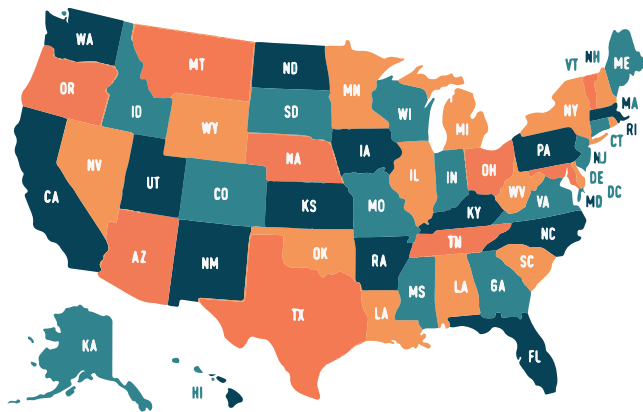 WA
VT
NH
ME
MT
ND
OR
MN
MA
ID
SD
WI
NY
RI
WY
MI
CT
IA
PA
NV
NA
OH
NJ
UT
IL
IN
DE
CA
CO
WV
DC
KS
MO
VA
MD
KY
NC
TN
AZ
OK
NM
RA
SC
MS
LA
GA
TX
LA
KA
FL
HI